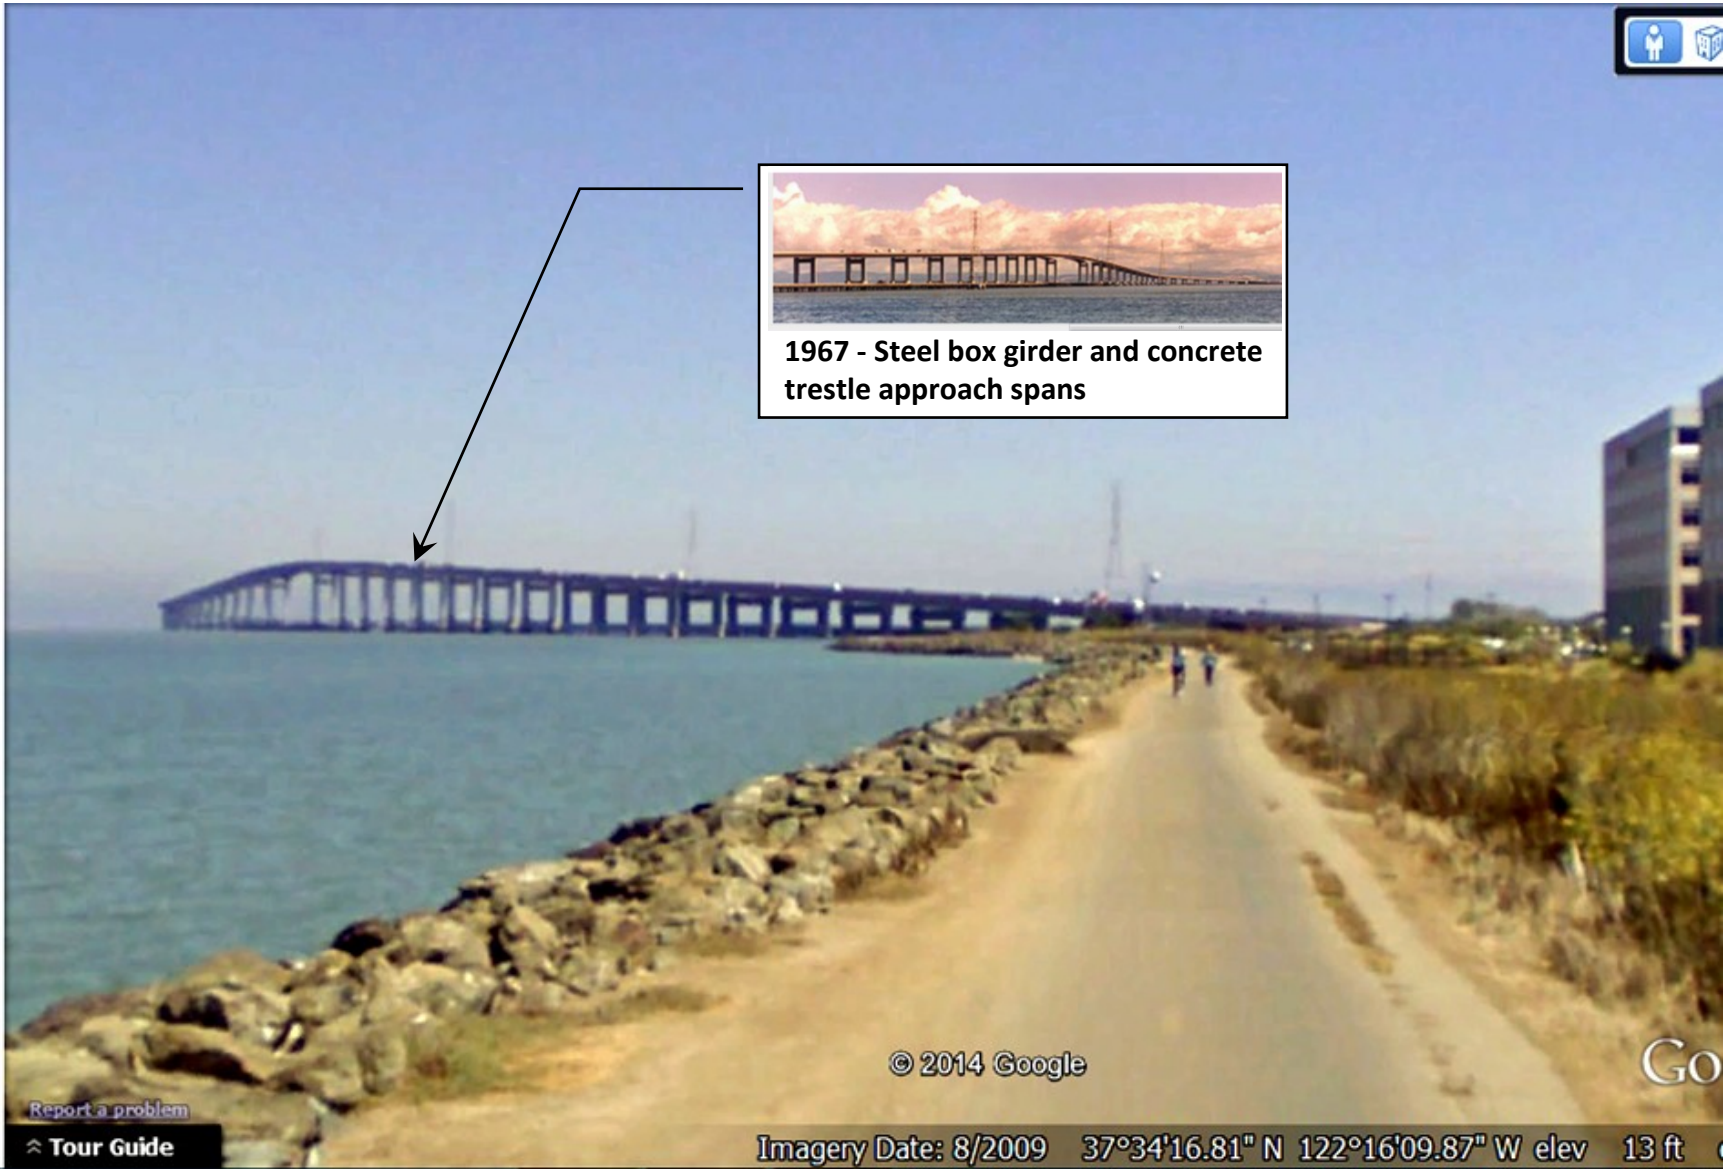 1967 - Steel box girder and concrete
trestle approach spans
© 2014 Google
Go
Report a problem
Tour Guide
Imagery Date: 8/2009 37°34'16.81" N 122°16'09.87" W elev 13 ft